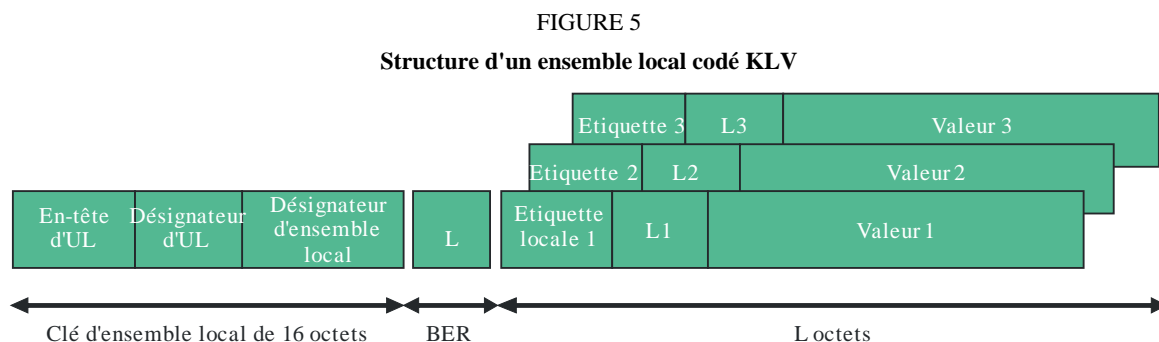 FIGURE 5
Structure d'un ensemble local codé KLV
Etiquette 3 L3 Valeur 3
Etiquette 2 L2 Valeur 2
En-tête
d'UL
Désignateur
d'UL
Désignateur
d'ensemble
local
L
Etiquette
locale 1
L1
Valeur 1
Clé d'ensemble local de 16 octets
BER
L octets